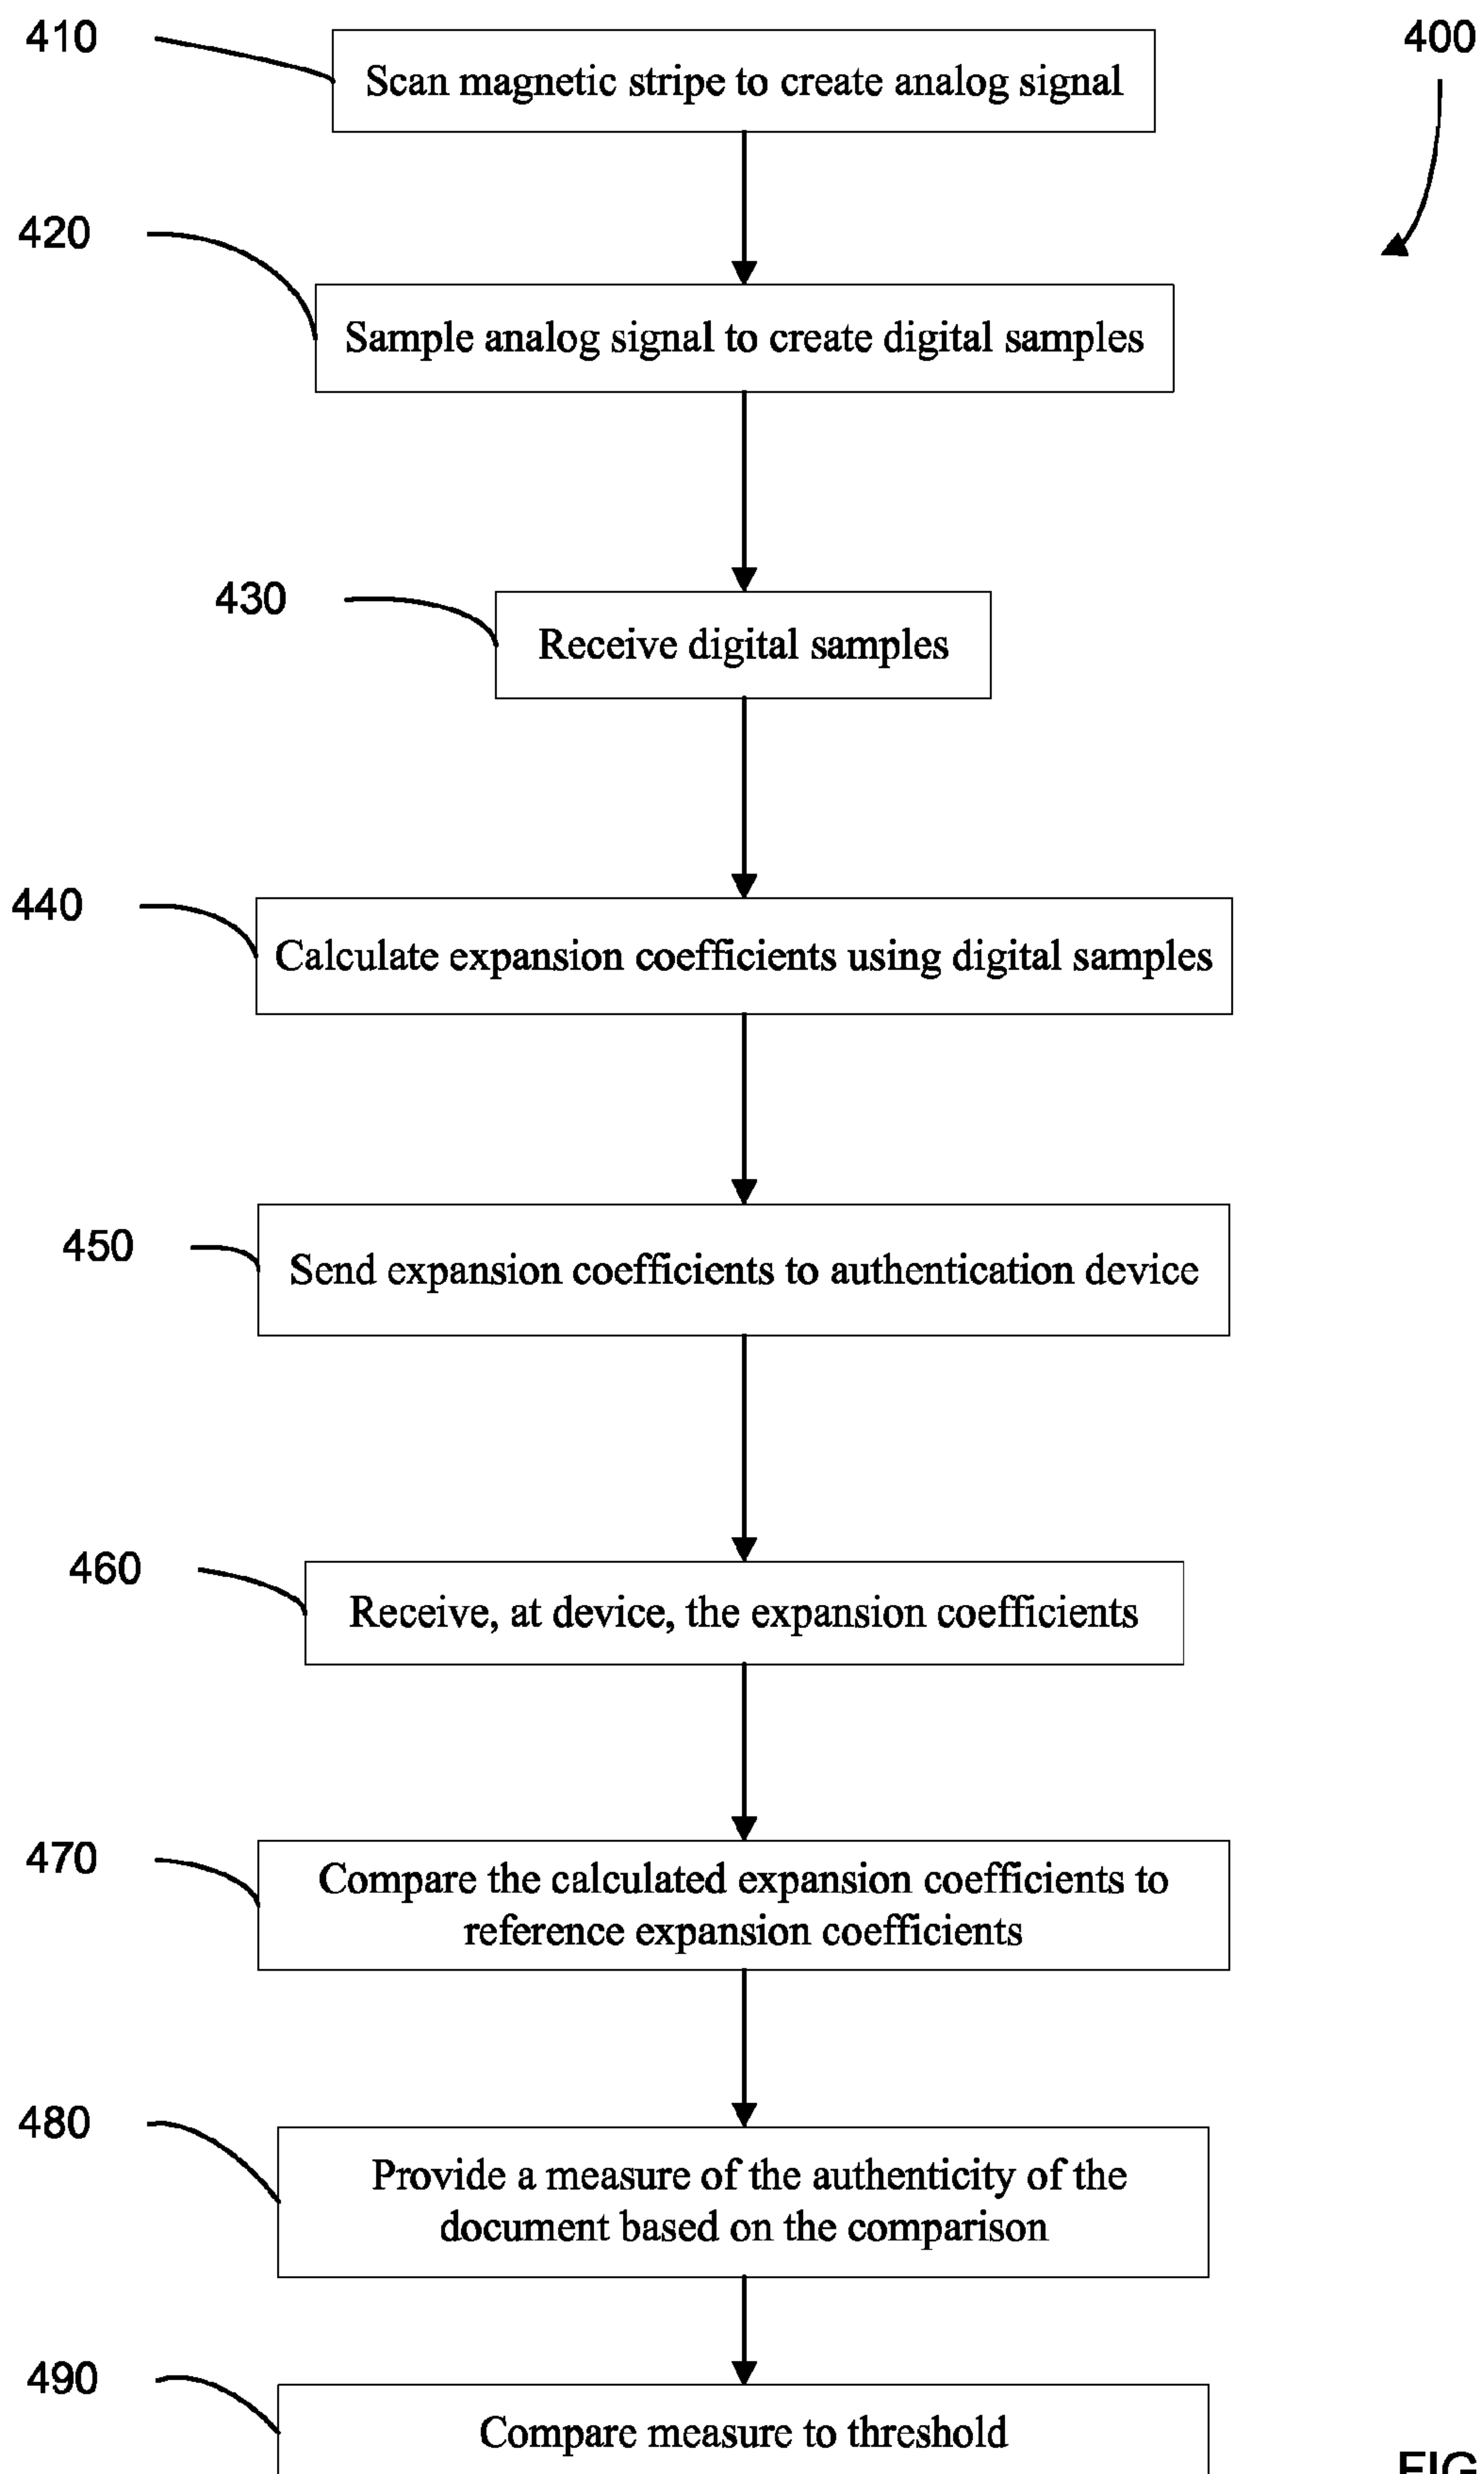 410
Scan magnetic stripe to create analog signal
400
420
Sample analog signal to create digital samples
430
Receive digital samples
440
Calculate expansion coefficients using digital samples
450
Send expansion coefficients to authentication device
460
Receive, at device, the expansion coefficients
470
Compare the calculated expansion coefficients to
reference expansion coefficients
480
Provide a measure of the authenticity of the
document based on the comparison
490
Compare measure to threshold
FIG